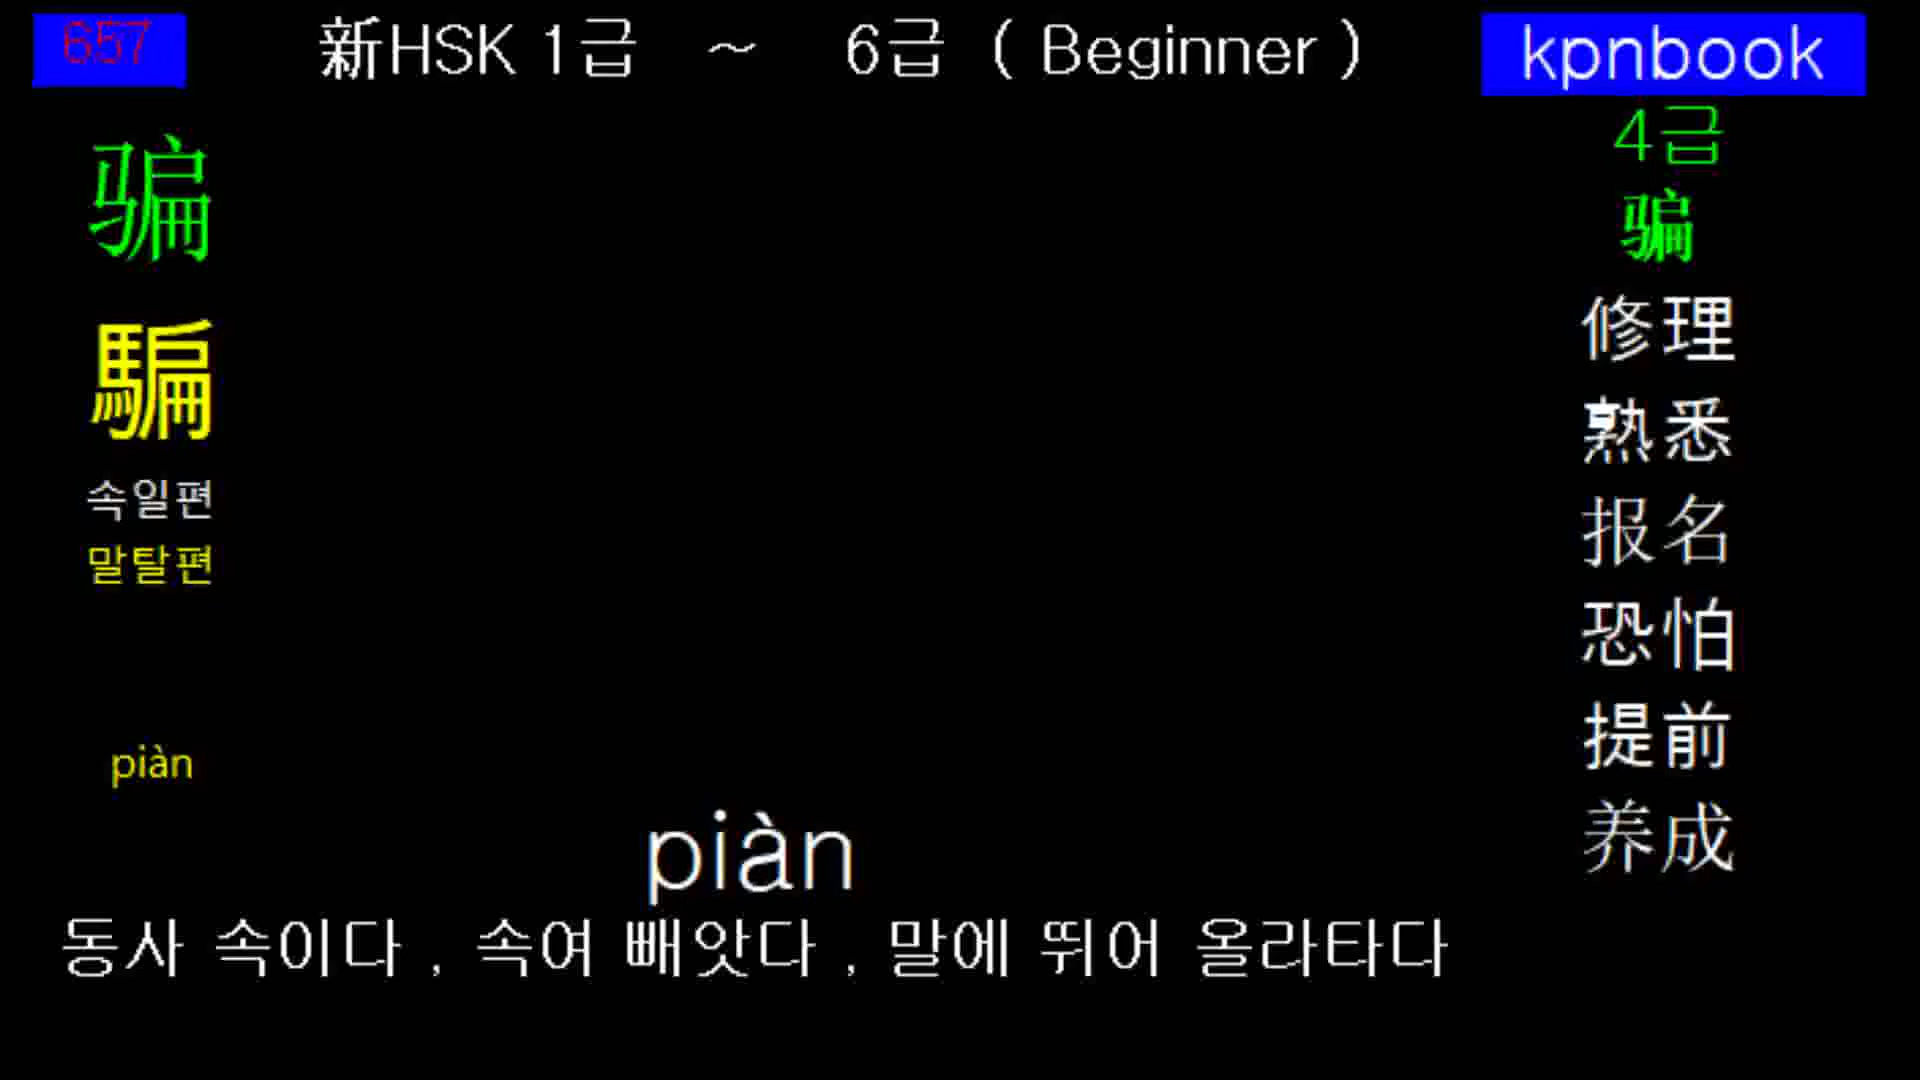 657
新HSK 1급 ~ 6급 ( Beginner )
kpnbook
骗
騙
속일편
말탈편
piàn
piàn
동사 속이다 , 속여 빼앗다 , 말에 뛰어 올라타다
4급
骗
修理
熟悉
报名
恐怕
提前
养成